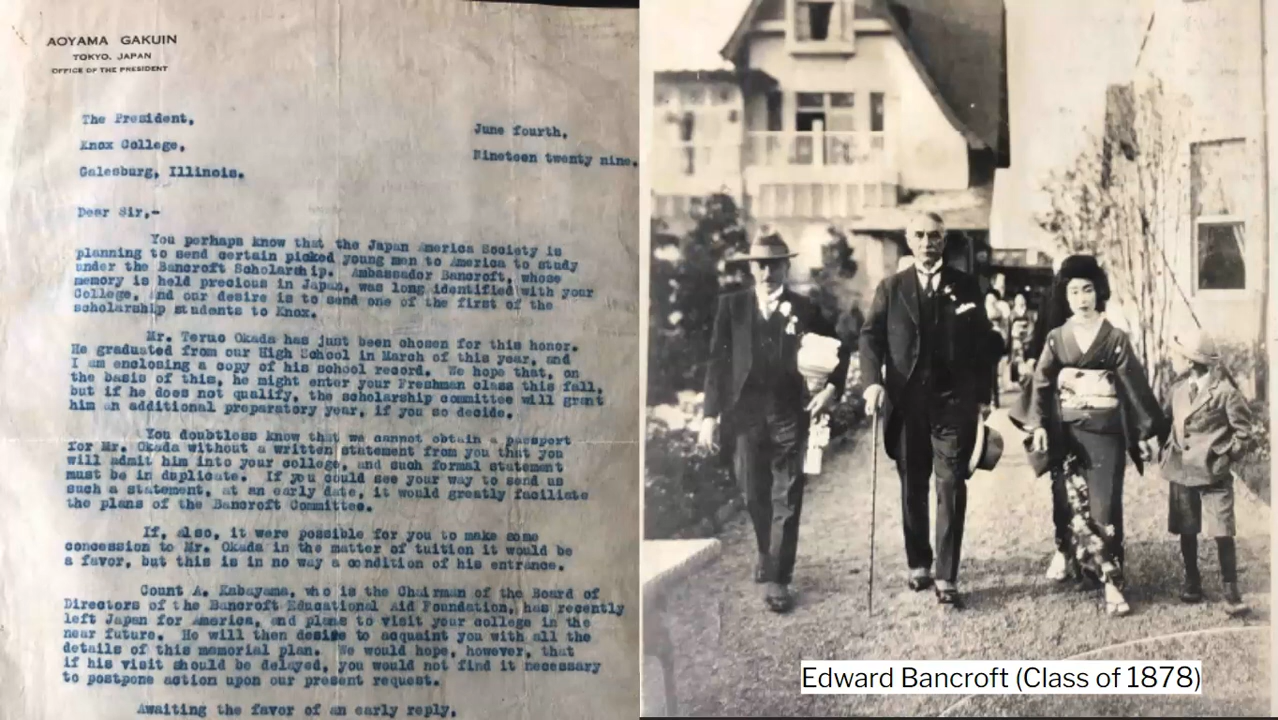 AOYAMA GAKUIN
TOKYO, JAPAN
OFFICE OF THE PRESIDENT
The President,
Knox College,
Galesburg, Illinois.
June fourth,
Nineteen twenty nine.
Dear Sir,-
You perhaps know that the Japan America Society is
planning to send certain picked young men to America to study
under the Bancroft Scholarship. Ambassador Bancroft, whose
memory is held precious in Japan, was long identified with your
College, and our desire is to send one of the first of the
scholarship students to Knox.
Mr. Teruo Okada has just been chosen for this honor.
He graduated from our High School in March of this year, and
I am enclosing a copy of his school record. We hope that, on
the basis of this, he might enter your Freshman class this fall,
but if he does not qualify, the scholarship committee will grant
him an additional preparatory year, if you so decide.
You doubtless know that we cannot obtain a passport
for Mr. Okada without a written statement from you that you
will admit him into your college, and such formal statement
must be in duplicate. If you could see your way to send us
such a statement, at an early date, it would greatly faciliate
the plans of the Bancroft Committee.
If, also, it were possible for you to make some
concession to Mr. Okada in the matter of tuition it would be
a favor, but this is in no way a condition of his entrance.
Count A. Kabayama, who is the Chairman of the Board of
Directors of the Bancroft Educational Aid Foundation, has recently
left Japan for America, and plans to visit your college in the
near future. He will then desire to acquaint you with all the
details of this memorial plan. We would hope, however, that
if his visit should be delayed, you would not find it necessary
to postpone action upon our present request.
Awaiting the favor of an early reply,
Edward Bancroft (Class of 1878)